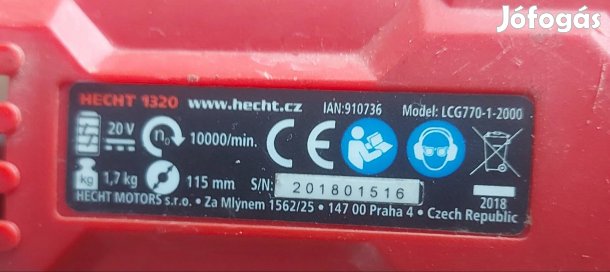 Jófogás
HECHT 1320 www.hecht.cz IAN:910736 Model: LCG770-1-2000
20 V n₀ 10000/min. CE
kg 1,7 kg 115 mm S/N: 201801516 2018
HECHT MOTORS s.r.o. • Za Mlýnem 1562/25 • 147 00 Praha 4 • Czech Republic